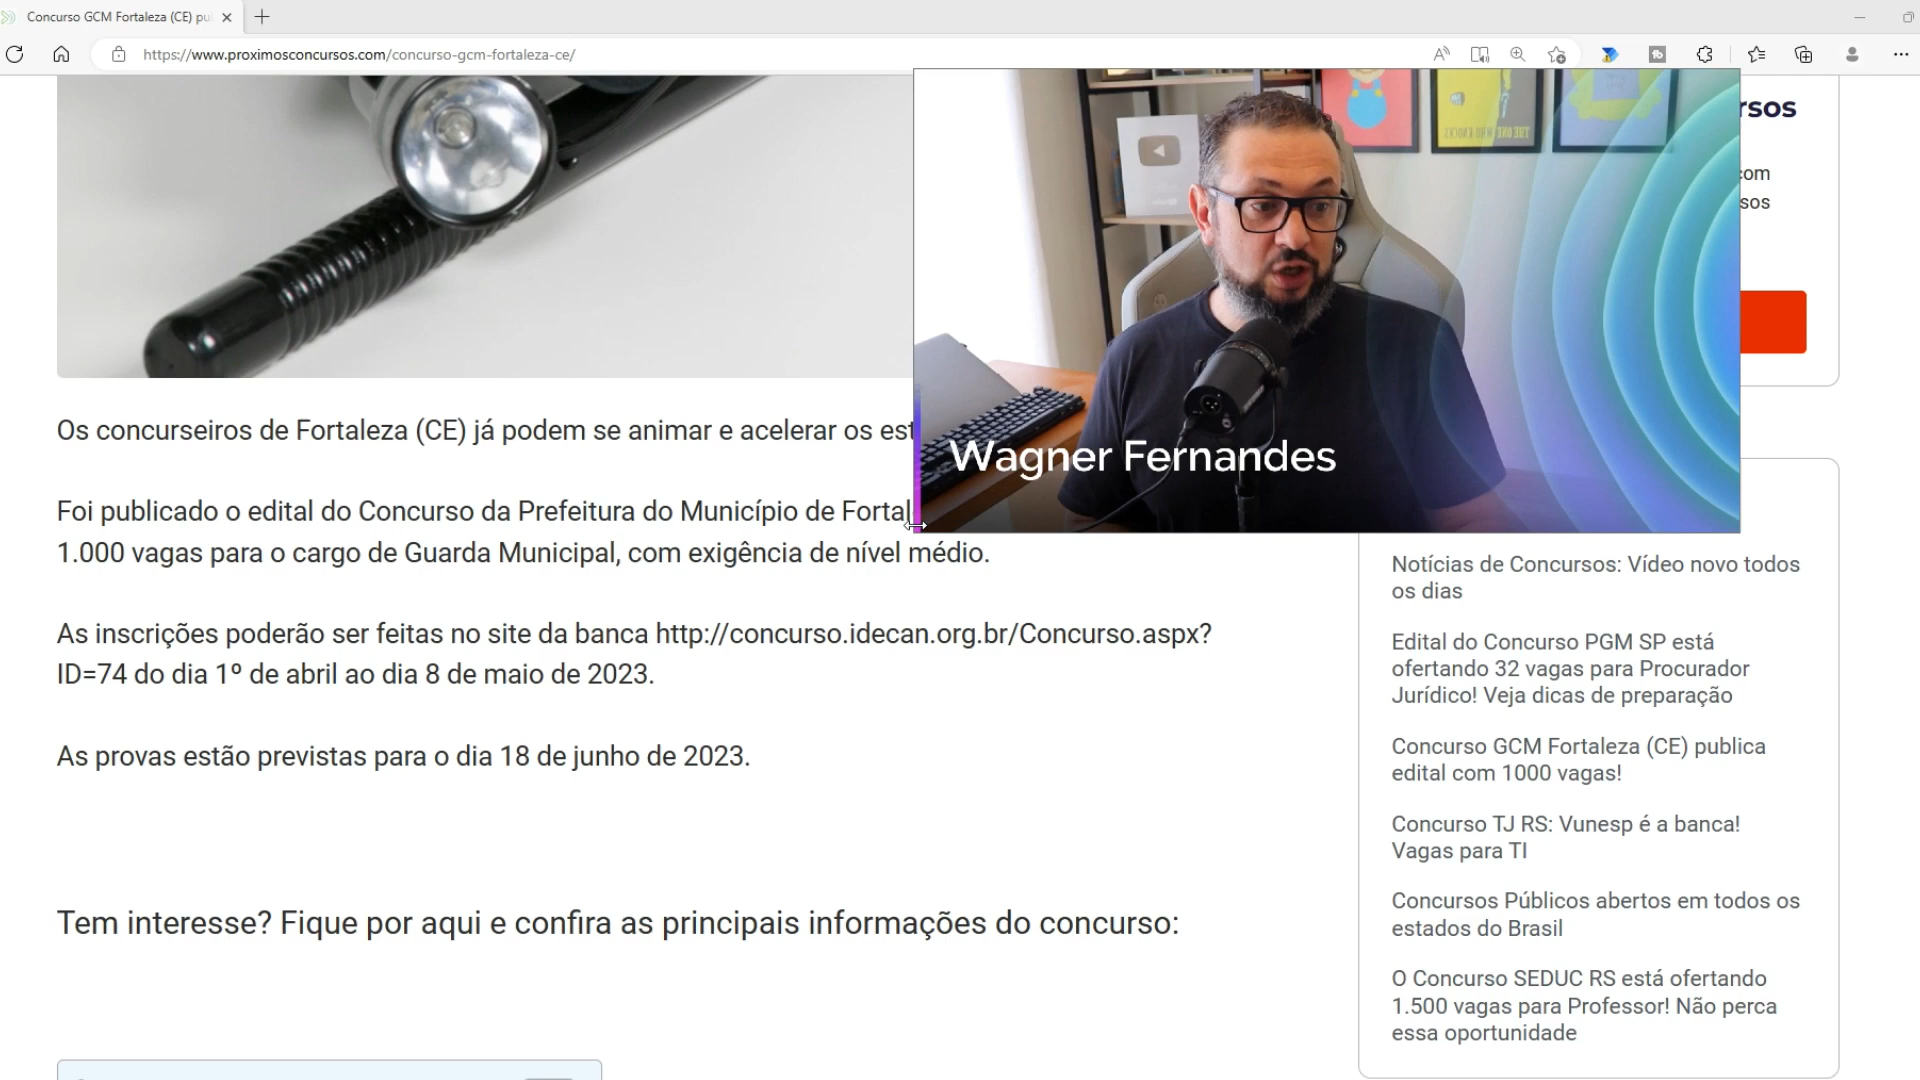 Concurso GCM Fortaleza (CE) pu
https://www.proximosconcursos.com/concurso-gcm-fortaleza-ce/
rsos
com
sos
THE ONE WHO KNOCKS
Wagner Fernandes
Os concurseiros de Fortaleza (CE) já podem se animar e acelerar os est
Foi publicado o edital do Concurso da Prefeitura do Município de Fortal
1.000 vagas para o cargo de Guarda Municipal, com exigência de nível médio.
As inscrições poderão ser feitas no site da banca http://concurso.idecan.org.br/Concurso.aspx?
ID=74 do dia 1º de abril ao dia 8 de maio de 2023.
As provas estão previstas para o dia 18 de junho de 2023.
Tem interesse? Fique por aqui e confira as principais informações do concurso:
Notícias de Concursos: Vídeo novo todos
os dias
Edital do Concurso PGM SP está
ofertando 32 vagas para Procurador
Jurídico! Veja dicas de preparação
Concurso GCM Fortaleza (CE) publica
edital com 1000 vagas!
Concurso TJ RS: Vunesp é a banca!
Vagas para TI
Concursos Públicos abertos em todos os
estados do Brasil
O Concurso SEDUC RS está ofertando
1.500 vagas para Professor! Não perca
essa oportunidade